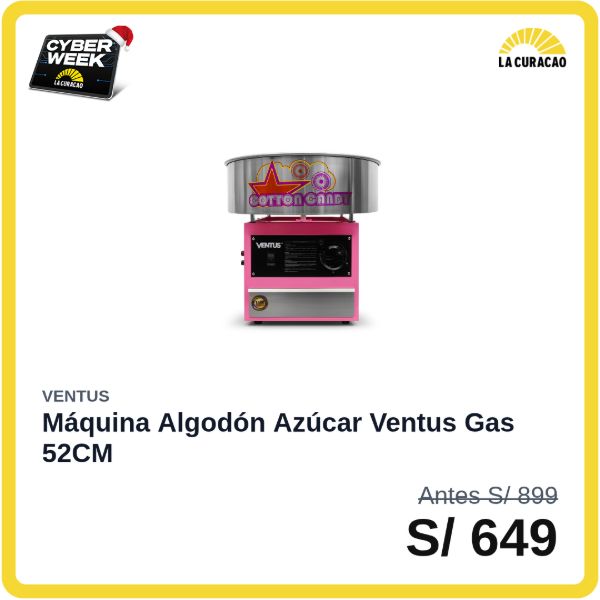 CYBER
WEEK
LA CURACAO
LA CURACAO
COTTON CANDY
VENTUS
VENTUS
Máquina Algodón Azúcar Ventus Gas
52CM
Antes S/ 899
S/ 649